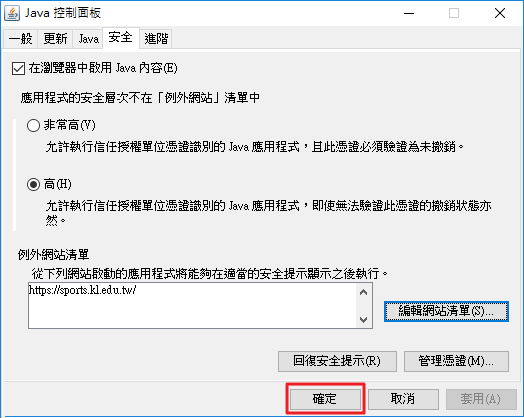 Java 控制面板
一般 更新 Java 安全 進階
在瀏覽器中啟用 Java 內容(E)
應用程式的安全層次不在「例外網站」清單中
非常高(V)
允許執行信任授權單位憑證識別的 Java 應用程式，且此憑證必須驗證為未撤銷。
高(H)
允許執行信任授權單位憑證識別的 Java 應用程式，即使無法驗證此憑證的撤銷狀態亦
然。
例外網站清單
從下列網站啟動的應用程式將能夠在適當的安全提示顯示之後執行。
https://sports.kl.edu.tw/
編輯網站清單(S)...
回復安全提示(R) 管理憑證(M)...
確定 取消 套用(A)